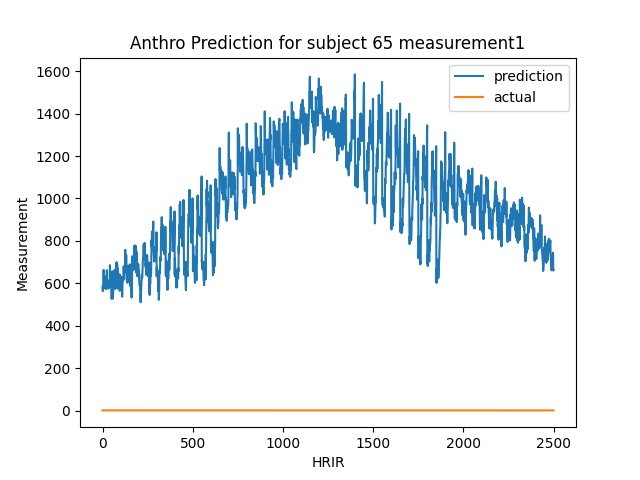 Anthro Prediction for subject 65 measurement1
prediction
actual
Measurement
1600
1400
1200
1000
800
600
400
200
0
0 500 1000 1500 2000 2500
HRIR